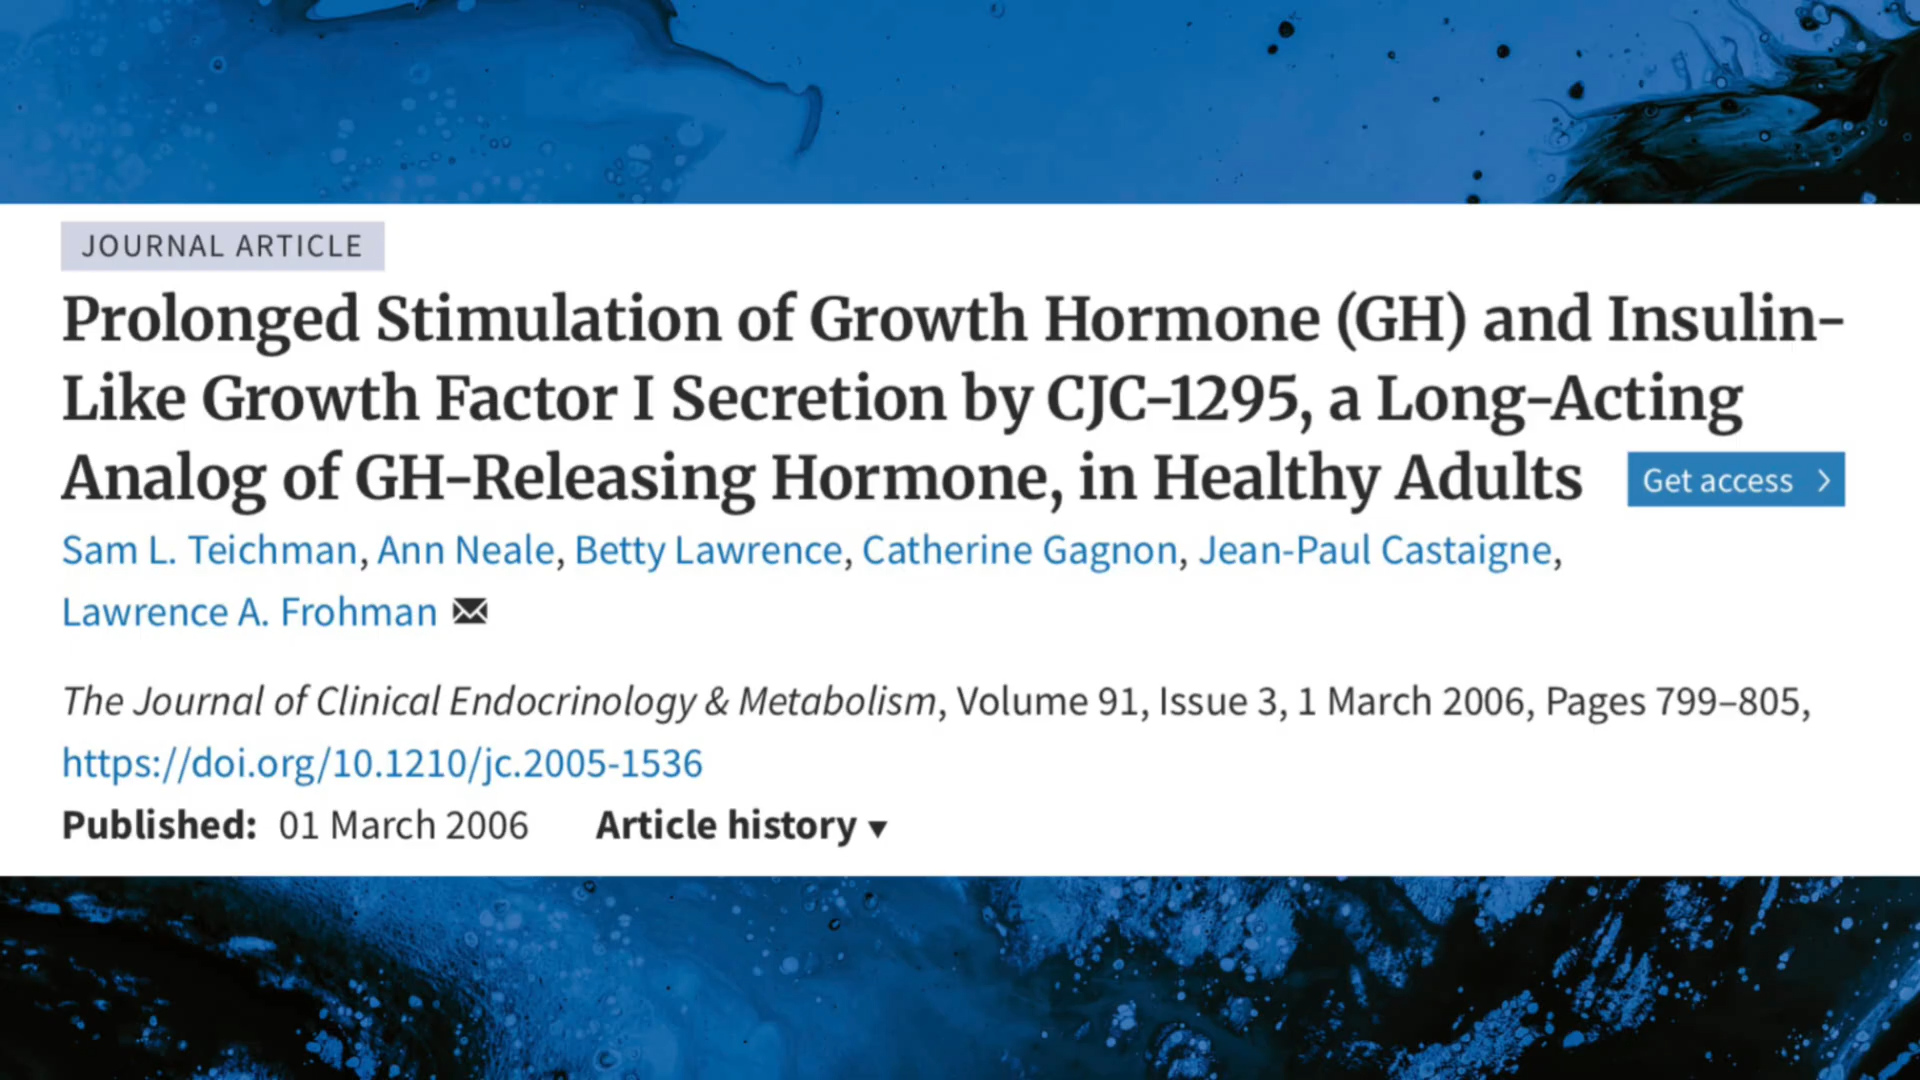 JOURNAL ARTICLE
Prolonged Stimulation of Growth Hormone (GH) and Insulin-
Like Growth Factor I Secretion by CJC-1295, a Long-Acting
Analog of GH-Releasing Hormone, in Healthy Adults
Get access >
Sam L. Teichman, Ann Neale, Betty Lawrence, Catherine Gagnon, Jean-Paul Castaigne,
Lawrence A. Frohman
The Journal of Clinical Endocrinology & Metabolism, Volume 91, Issue 3, 1 March 2006, Pages 799–805,
https://doi.org/10.1210/jc.2005-1536
Published: 01 March 2006 Article history ▼